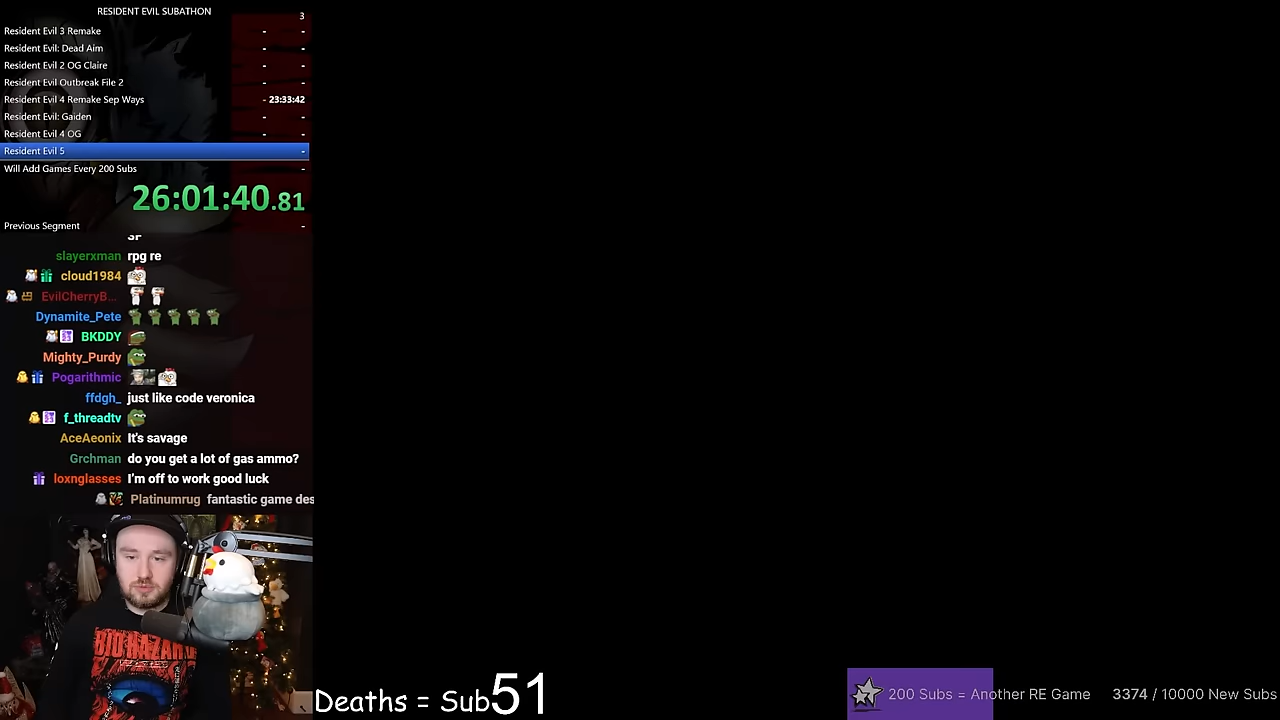 RESIDENT EVIL SUBATHON
3
Resident Evil 3 Remake - -
Resident Evil: Dead Aim - -
Resident Evil 2 OG Claire - -
Resident Evil Outbreak File 2 - -
Resident Evil 4 Remake Sep Ways - 23:33:42
Resident Evil: Gaiden - -
Resident Evil 4 OG - -
Resident Evil 5 -
Will Add Games Every 200 Subs -
26:01:40.81
Previous Segment -
slayerxman rpg re
cloud1984
EvilCherryB...
Dynamite_Pete
BKDDY
Mighty_Purdy
Pogarithmic
ffdgh_ just like code veronica
f_threadtv
AceAeonix It's savage
Grchman do you get a lot of gas ammo?
loxnglasses I'm off to work good luck
Platinumrug fantastic game des
BIOHAZARD
Deaths = Sub51
200 Subs = Another RE Game 3374 / 10000 New Subs